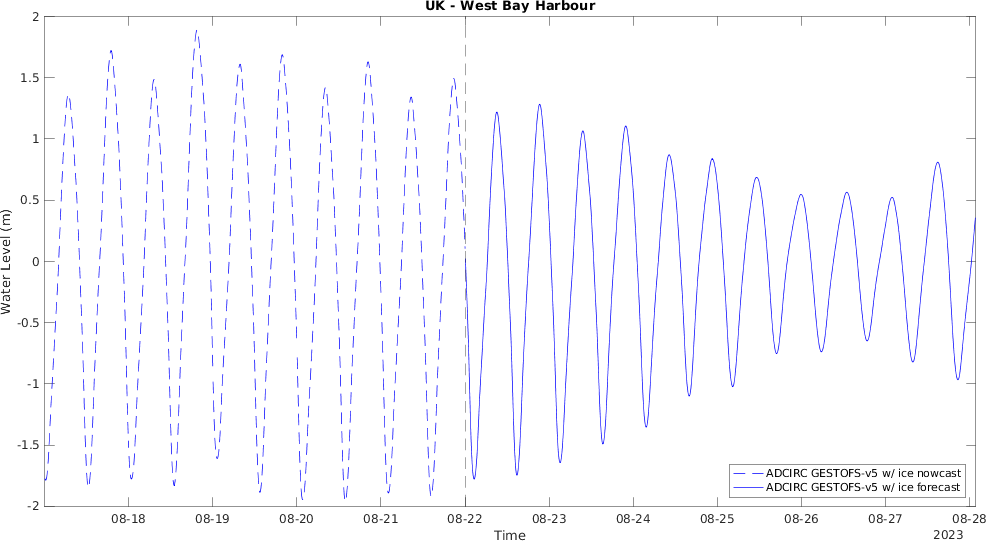 UK - West Bay Harbour
2
1.5
1
0.5
0
-0.5
-1
-1.5
-2
Water Level (m)
ADCIRC GESTOFS-v5 w/ ice nowcast
ADCIRC GESTOFS-v5 w/ ice forecast
08-18 08-19 08-20 08-21 08-22 08-23 08-24 08-25 08-26 08-27 08-28
Time
2023